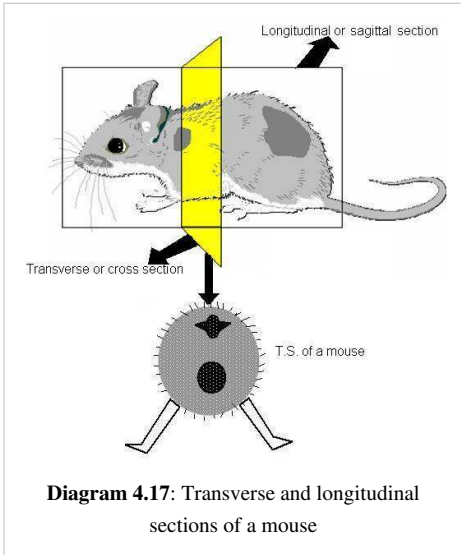 Longitudinal or sagittal section
Transverse or cross section
T.S. of a mouse
Diagram 4.17: Transverse and longitudinal
sections of a mouse